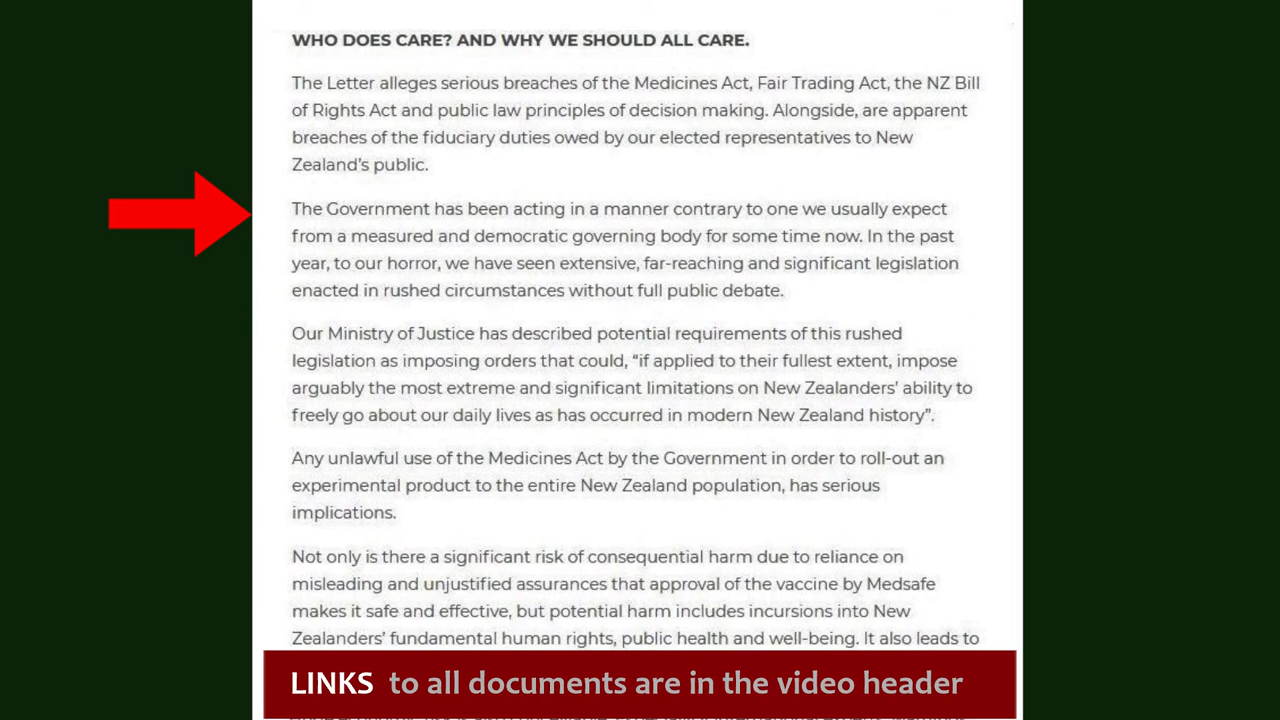 WHO DOES CARE? AND WHY WE SHOULD ALL CARE.
The Letter alleges serious breaches of the Medicines Act, Fair Trading Act, the NZ Bill
of Rights Act and public law principles of decision making. Alongside, are apparent
breaches of the fiduciary duties owed by our elected representatives to New
Zealand's public.
The Government has been acting in a manner contrary to one we usually expect
from a measured and democratic governing body for some time now. In the past
year, to our horror, we have seen extensive, far-reaching and significant legislation
enacted in rushed circumstances without full public debate.
Our Ministry of Justice has described potential requirements of this rushed
legislation as imposing orders that could, “if applied to their fullest extent, impose
arguably the most extreme and significant limitations on New Zealanders' ability to
freely go about our daily lives as has occurred in modern New Zealand history”.
Any unlawful use of the Medicines Act by the Government in order to roll-out an
experimental product to the entire New Zealand population, has serious
implications.
Not only is there a significant risk of consequential harm due to reliance on
misleading and unjustified assurances that approval of the vaccine by Medsafe
makes it safe and effective, but potential harm includes incursions into New
Zealanders' fundamental human rights, public health and well-being. It also leads to
LINKS to all documents are in the video header